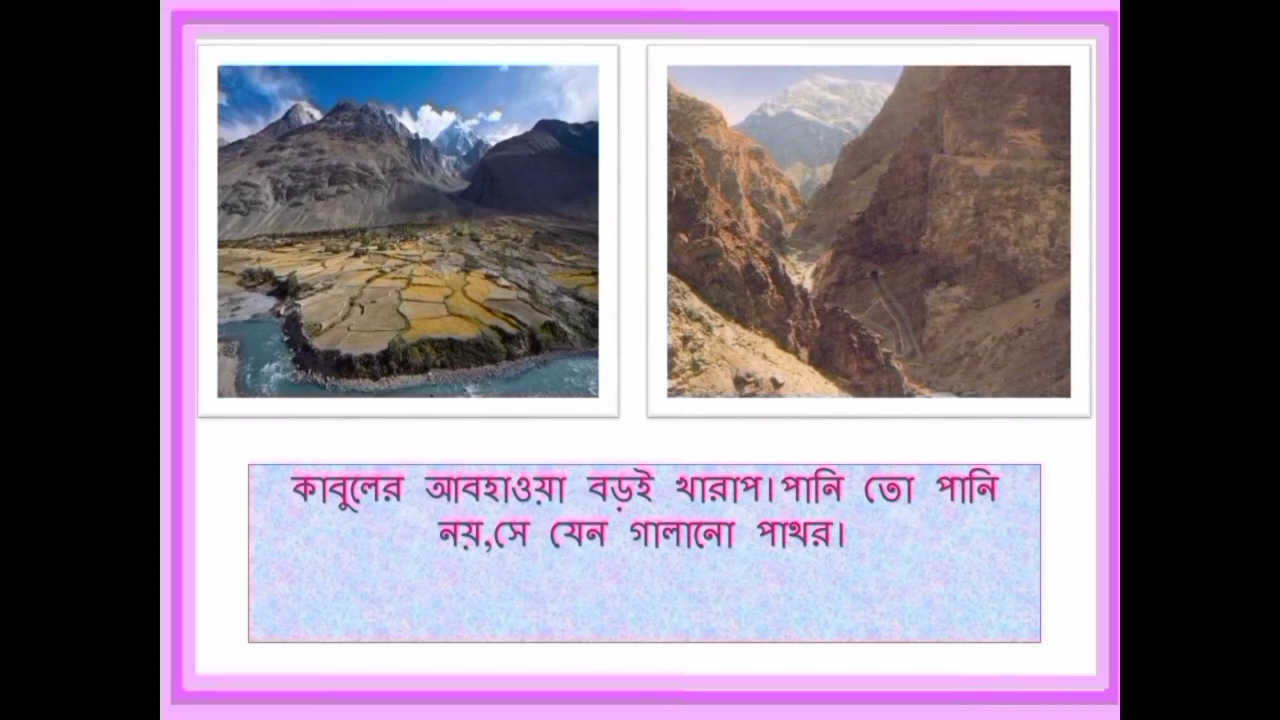 কাবুলের আবহাওয়া বড়ই খারাপ।পানি তো পানি
নয়,সে যেন গালানো পাথর।